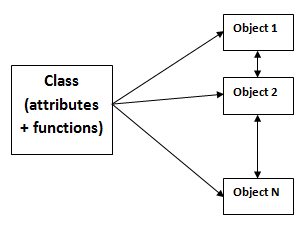 Object 1
Class
(attributes
+ functions)
Object 2
Object N